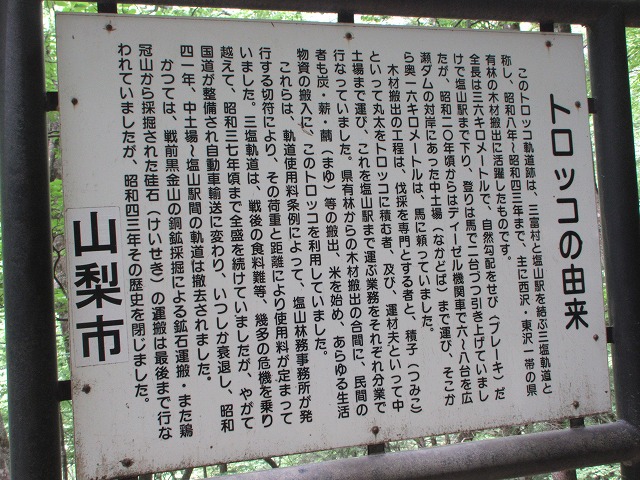 トロッコの由来
このトロッコ軌道跡は、三富村と塩山駅を結ぶ三塩軌道と
称し、昭和八年～昭和四三年まで、主に西沢・東沢一帯の県
有林の木材搬出に活躍したものです。
全長は三六キロメートルで、自然勾配をせび（ブレーキ）だ
けで塩山駅まで下り、登りは馬で二台づつ引き上げていまし
たが、昭和二〇年頃からはディーゼル機関車で六～八台を広
瀬ダムの対岸にあった中土場（なかどば）まで運び、そこか
ら奥一六キロメートルは、馬に頼っていました。
木材搬出の工程は、伐採を専門とする者と、積子（つみこ）
といって丸太をトロッコに積む者、及び、運材夫といって中
土場まで運び、これを塩山駅まで運ぶ業務をそれぞれ分業で
行なっていました。県有林からの木材搬出の合間に、民間の
者も炭・薪・繭（まゆ）等の搬出、米を始め、あらゆる生活
物資の搬入に、このトロッコを利用していました。
これらは、軌道使用料条例によって、塩山林務事務所が発
行する切符により、その荷重と距離により使用料が定まって
いました。三塩軌道は、戦後の食料難等、幾多の危機を乗り
越えて、昭和三七年頃まで全盛を続けていましたが、やがて
国道が整備され自動車輸送に変わり、いつしか衰退し、昭和
四一年、中土場～塩山駅間の軌道は撤去されました。
かつては、戦前黒金山の銅鉱採掘による鉱石運搬・また鶏
冠山から採掘された硅石（けいせき）の運搬は最後まで行な
われていましたが、昭和四三年その歴史を閉じました。
山梨市